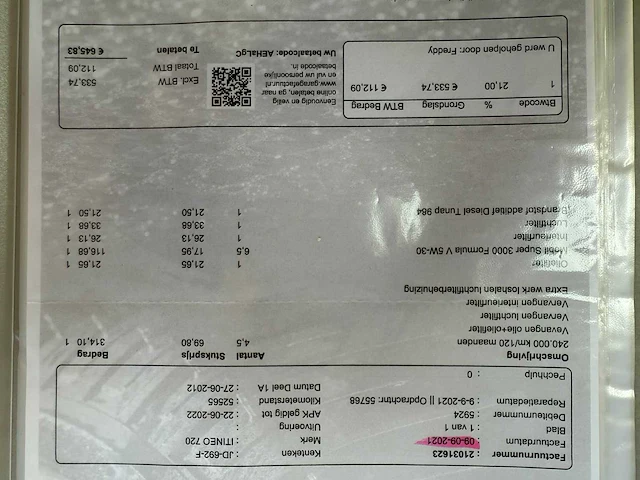 Factuurnummer : 21031623 Kenteken : JD-692-F
Factuurdatum : 09-09-2021 Merk : ITINEO 720
Blad : 1 van 1 Uitvoering :
Debiteurnummer : 5924 APK geldig tot : 22-06-2022
Reparatiedatum : 9-9-2021 || Opdrachtnr: 55768 Kilometerstand : 52565
Datum Deel 1A : 27-06-2012
Pechhulp : 0
Omschrijving Aantal Stuksprijs Bedrag
240.000 km/120 maanden 4,5 69,80 314,10 1
Vervangen olie+oliefilter
Vervangen luchtfilter
Vervangen interieurfilter
Extra werk loshalen luchtfilterbehuizing
Oliefilter 1 21,65 21,65 1
Mobil Super 3000 Formula V 5W-30 6,5 17,95 116,68 1
Interieurfilter 1 26,13 26,13 1
Luchtfilter 1 33,68 33,68 1
Brandstof additief Diesel Tunap 984 1 21,50 21,50 1
Btwcode % Grondslag BTW Bedrag
1 21,00 € 533,74 € 112,09
U werd geholpen door: Freddy
Eenvoudig en veilig
online betalen, ga naar
www.garagefactuur.nl
en vul uw persoonlijke
betaalcode in.
Uw betaalcode: AEHaLgC
Excl. BTW 533,74
Totaal BTW 112,09
Te betalen € 645,83